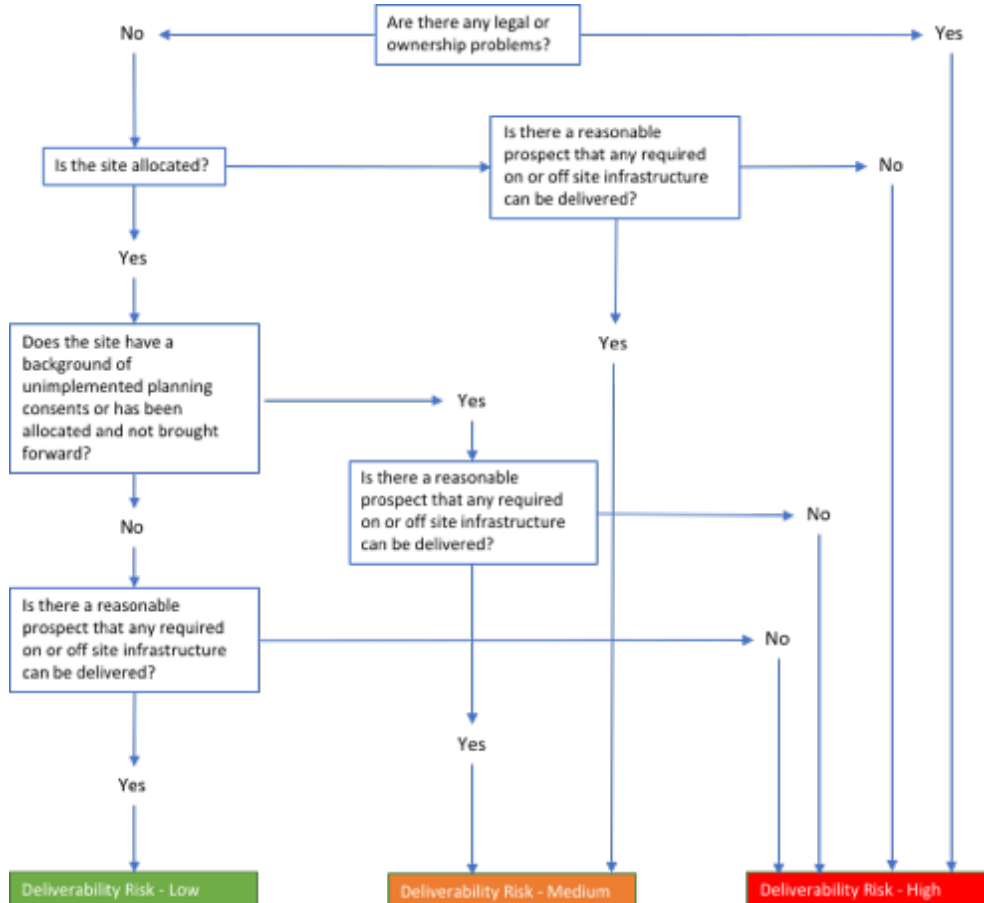 Are there any legal or
ownership problems?
No
Yes
Is there a reasonable
prospect that any required
on or off site infrastructure
can be delivered?
Is the site allocated?
No
Yes
Does the site have a
background of
unimplemented planning
consents or has been
allocated and not brought
forward?
Yes
Yes
Is there a reasonable
prospect that any required
on or off site infrastructure
can be delivered?
No
No
Is there a reasonable
prospect that any required
on or off site infrastructure
can be delivered?
No
Yes
Yes
Deliverability Risk - Low
Deliverability Risk - Medium
Deliverability Risk - High